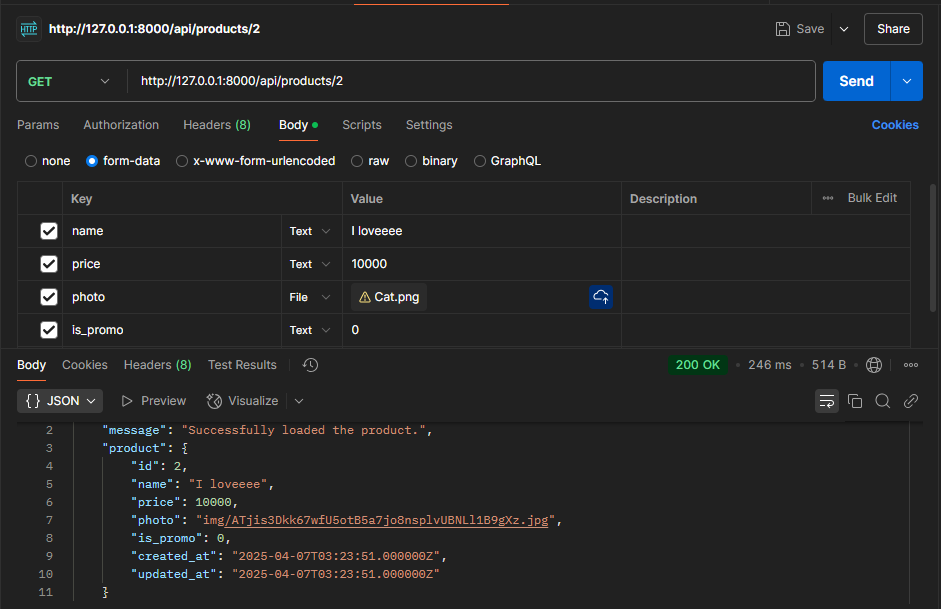 HTTP http://127.0.0.1:8000/api/products/2 Save Share
GET http://127.0.0.1:8000/api/products/2 Send
Params Authorization Headers (8) Body Scripts Settings Cookies
none form-data x-www-form-urlencoded raw binary GraphQL
Key Value Description Bulk Edit
name Text I loveeee
price Text 10000
photo File Cat.png
is_promo Text 0
Body Cookies Headers (8) Test Results 200 OK 246 ms 514 B
{} JSON Preview Visualize
2 "message": "Successfully loaded the product.",
3 "product": {
4 "id": 2,
5 "name": "I loveeee",
6 "price": 10000,
7 "photo": "img/ATjis3Dkk67wfU5otB5a7jo8nsplvUBNLl1B9gXz.jpg",
8 "is_promo": 0,
9 "created_at": "2025-04-07T03:23:51.000000Z",
10 "updated_at": "2025-04-07T03:23:51.000000Z"
11 }